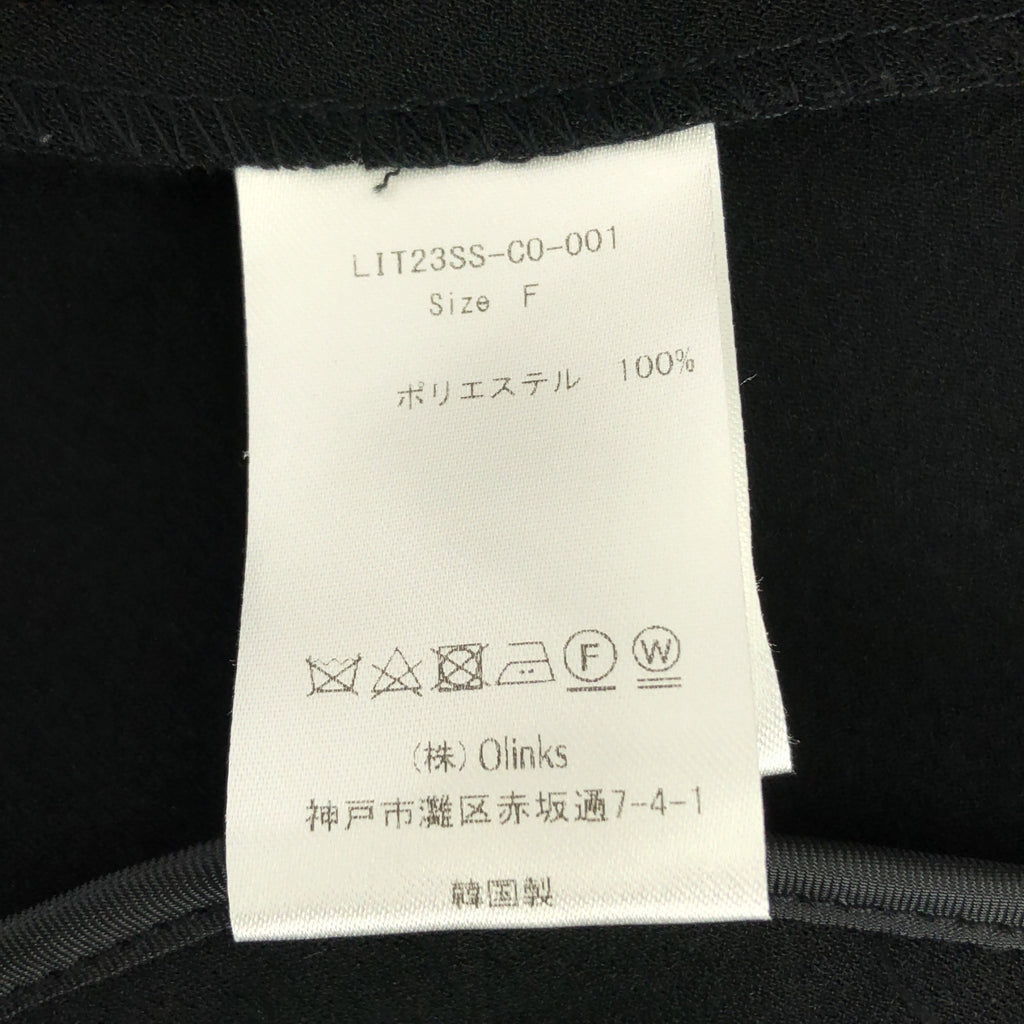 LIT23SS-CO-001
Size F
ポリエステル 100%
F W
(株)Olinks
神戸市灘区赤坂通7-4-1
韓国製